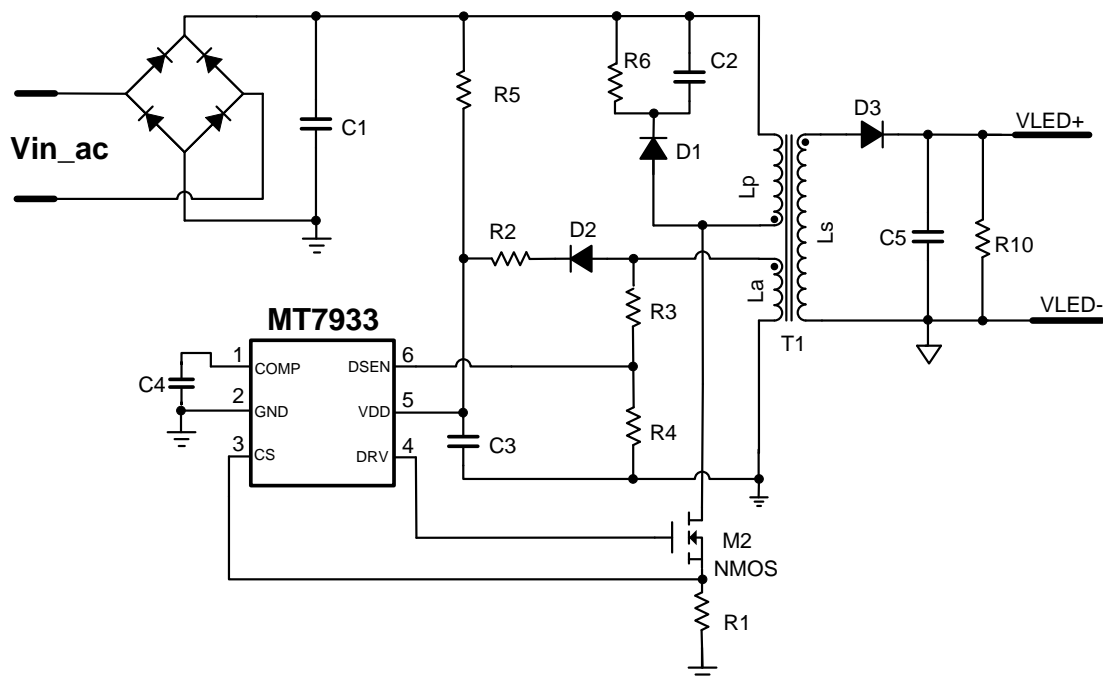 R6
C2
R5
C1
D3
VLED+
Vin_ac
D1
Lp
Ls
R2
D2
C5
R10
La
R3
VLED-
MT7933
T1
1
COMP
DSEN
6
C4
2
GND
VDD
5
C3
R4
3
CS
DRV
4
M2
NMOS
R1